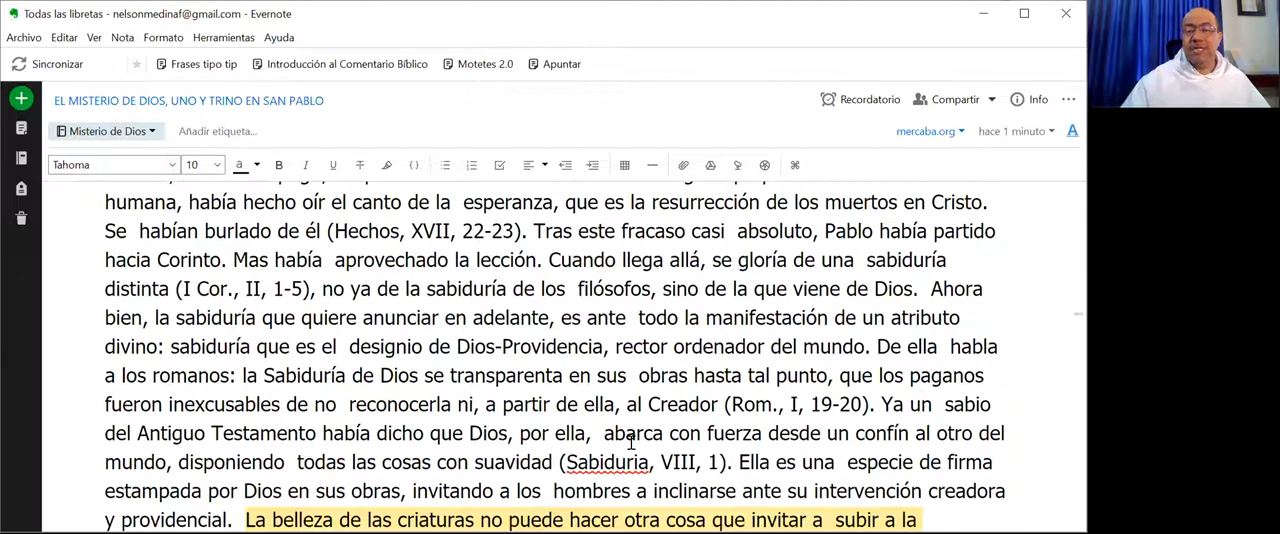 Todas las libretas - nelsonmedinaf@gmail.com - Evernote
Archivo Editar Ver Nota Formato Herramientas Ayuda
Sincronizar Frases tipo tip Introducción al Comentario Bíblico Motetes 2.0 Apuntar
EL MISTERIO DE DIOS, UNO Y TRINO EN SAN PABLO Recordatorio Compartir Info
Misterio de Dios Añadir etiqueta... mercaba.org hace 1 minuto A
Tahoma 10 a B I U T
humana, había hecho oír el canto de la esperanza, que es la resurrección de los muertos en Cristo.
Se habían burlado de él (Hechos, XVII, 22-23). Tras este fracaso casi absoluto, Pablo había partido
hacia Corinto. Mas había aprovechado la lección. Cuando llega allá, se gloría de una sabiduría
distinta (I Cor., II, 1-5), no ya de la sabiduría de los filósofos, sino de la que viene de Dios. Ahora
bien, la sabiduría que quiere anunciar en adelante, es ante todo la manifestación de un atributo
divino: sabiduría que es el designio de Dios-Providencia, rector ordenador del mundo. De ella habla
a los romanos: la Sabiduría de Dios se transparenta en sus obras hasta tal punto, que los paganos
fueron inexcusables de no reconocerla ni, a partir de ella, al Creador (Rom., I, 19-20). Ya un sabio
del Antiguo Testamento había dicho que Dios, por ella, abarca con fuerza desde un confín al otro del
mundo, disponiendo todas las cosas con suavidad (Sabiduria, VIII, 1). Ella es una especie de firma
estampada por Dios en sus obras, invitando a los hombres a inclinarse ante su intervención creadora
y providencial. La belleza de las criaturas no puede hacer otra cosa que invitar a subir a la